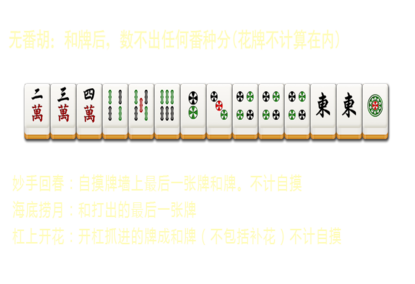 无番胡：和牌后，数不出任何番种分(花牌不计算在内)
二 三 四 東 東
萬 萬 萬
妙手回春：自摸牌墙上最后一张牌和牌。不计自摸
海底捞月：和打出的最后一张牌
杠上开花：开杠抓进的牌成和牌（不包括补花）不计自摸